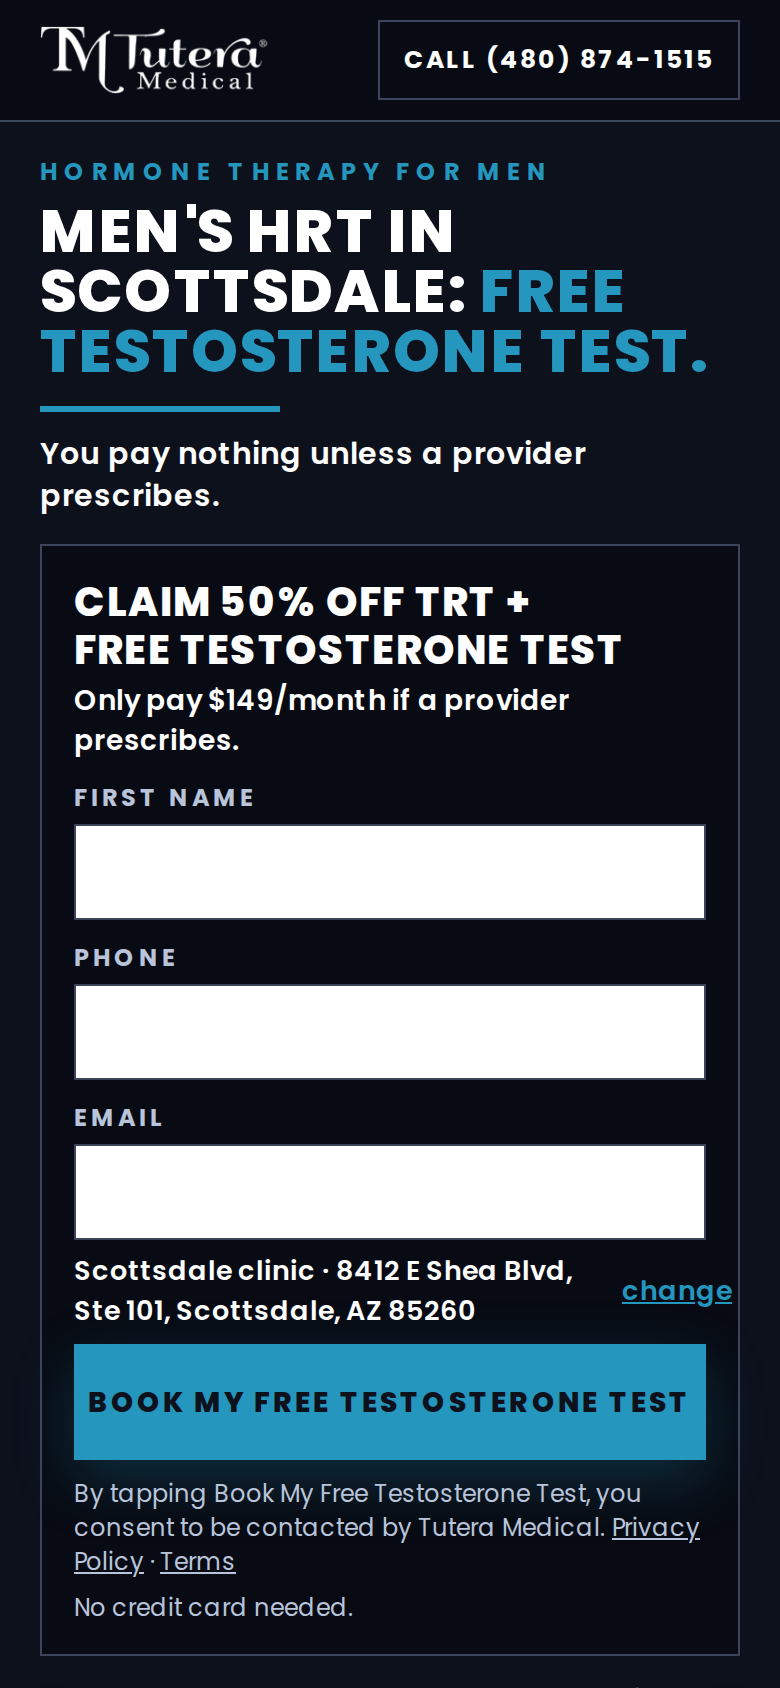 TM Tutera®
Medical
CALL (480) 874-1515
HORMONE THERAPY FOR MEN
MEN'S HRT IN
SCOTTSDALE: FREE
TESTOSTERONE TEST.
You pay nothing unless a provider
prescribes.
CLAIM 50% OFF TRT +
FREE TESTOSTERONE TEST
Only pay $149/month if a provider
prescribes.
FIRST NAME
PHONE
EMAIL
Scottsdale clinic · 8412 E Shea Blvd,
Ste 101, Scottsdale, AZ 85260
change
BOOK MY FREE TESTOSTERONE TEST
By tapping Book My Free Testosterone Test, you
consent to be contacted by Tutera Medical. Privacy
Policy · Terms
No credit card needed.